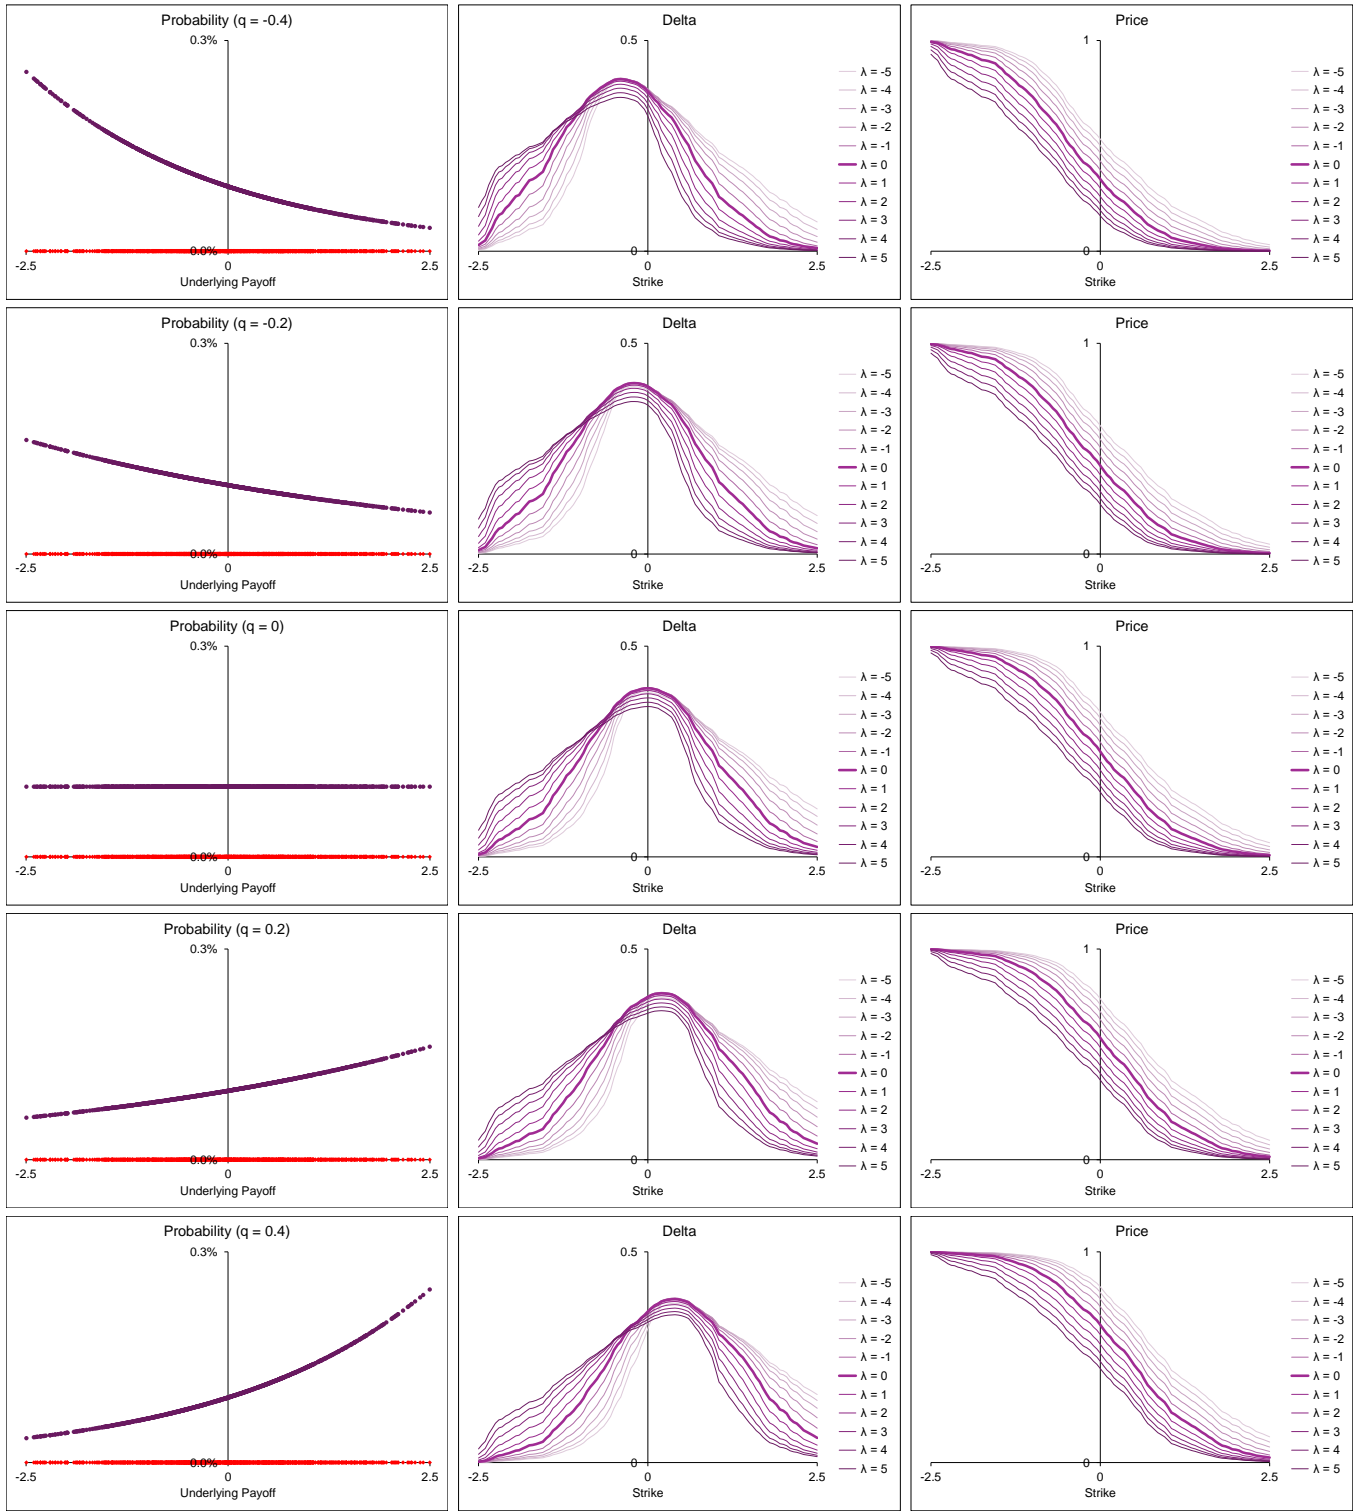 Probability (q = -0.4)
0.3%
0.0%
-2.5
0
2.5
Underlying Payoff
Delta
0.5
0
-2.5
0
2.5
Strike
λ = -5
λ = -4
λ = -3
λ = -2
λ = -1
λ = 0
λ = 1
λ = 2
λ = 3
λ = 4
λ = 5
Price
1
0
-2.5
0
2.5
Strike
λ = -5
λ = -4
λ = -3
λ = -2
λ = -1
λ = 0
λ = 1
λ = 2
λ = 3
λ = 4
λ = 5
Probability (q = -0.2)
0.3%
0.0%
-2.5
0
2.5
Underlying Payoff
Delta
0.5
0
-2.5
0
2.5
Strike
λ = -5
λ = -4
λ = -3
λ = -2
λ = -1
λ = 0
λ = 1
λ = 2
λ = 3
λ = 4
λ = 5
Price
1
0
-2.5
0
2.5
Strike
λ = -5
λ = -4
λ = -3
λ = -2
λ = -1
λ = 0
λ = 1
λ = 2
λ = 3
λ = 4
λ = 5
Probability (q = 0)
0.3%
0.0%
-2.5
0
2.5
Underlying Payoff
Delta
0.5
0
-2.5
0
2.5
Strike
λ = -5
λ = -4
λ = -3
λ = -2
λ = -1
λ = 0
λ = 1
λ = 2
λ = 3
λ = 4
λ = 5
Price
1
0
-2.5
0
2.5
Strike
λ = -5
λ = -4
λ = -3
λ = -2
λ = -1
λ = 0
λ = 1
λ = 2
λ = 3
λ = 4
λ = 5
Probability (q = 0.2)
0.3%
0.0%
-2.5
0
2.5
Underlying Payoff
Delta
0.5
0
-2.5
0
2.5
Strike
λ = -5
λ = -4
λ = -3
λ = -2
λ = -1
λ = 0
λ = 1
λ = 2
λ = 3
λ = 4
λ = 5
Price
1
0
-2.5
0
2.5
Strike
λ = -5
λ = -4
λ = -3
λ = -2
λ = -1
λ = 0
λ = 1
λ = 2
λ = 3
λ = 4
λ = 5
Probability (q = 0.4)
0.3%
0.0%
-2.5
0
2.5
Underlying Payoff
Delta
0.5
0
-2.5
0
2.5
Strike
λ = -5
λ = -4
λ = -3
λ = -2
λ = -1
λ = 0
λ = 1
λ = 2
λ = 3
λ = 4
λ = 5
Price
1
0
-2.5
0
2.5
Strike
λ = -5
λ = -4
λ = -3
λ = -2
λ = -1
λ = 0
λ = 1
λ = 2
λ = 3
λ = 4
λ = 5